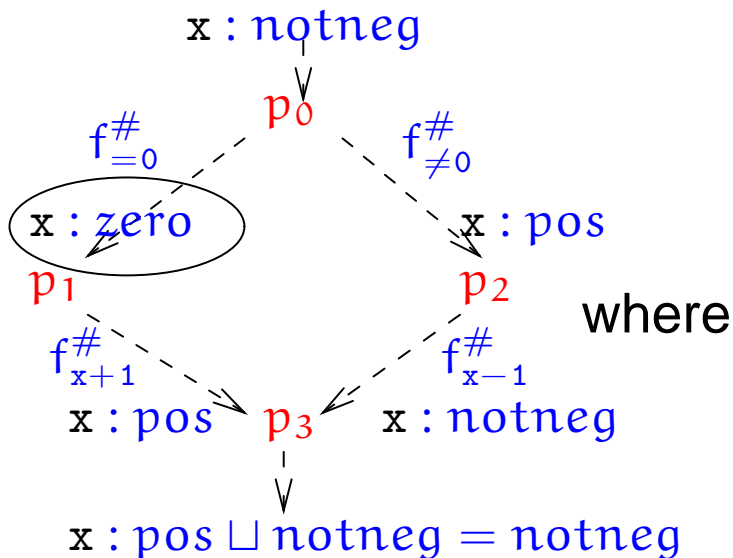 x : notneg
p₀
f#=0 f#≠0
x : zero x : pos
p₁ p₂
where
f#x+1 f#x−1
x : pos p₃ x : notneg
x : pos ⊔ notneg = notneg